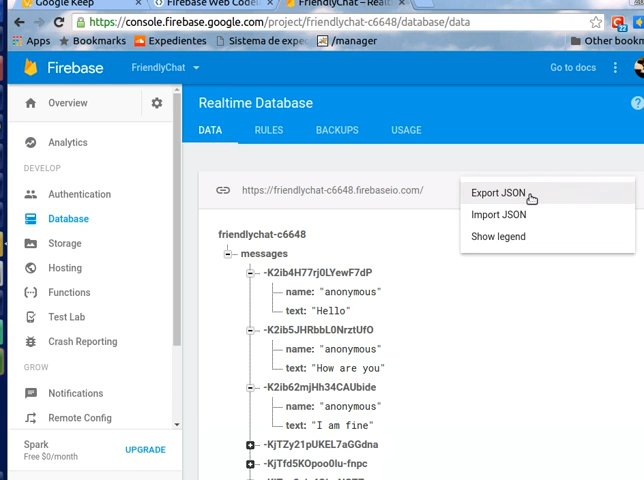 Google Keep
Firebase Web Codel
FriendlyChat – Realt
https://console.firebase.google.com/project/friendlychat-c6648/database/data
22
Apps
Bookmarks
Expedientes
Sistema de expe
/manager
Other bookm
Firebase
FriendlyChat
Go to docs
Overview
Realtime Database
DATA
RULES
BACKUPS
USAGE
Analytics
DEVELOP
Authentication
Database
Storage
Hosting
Functions
Test Lab
Crash Reporting
GROW
Notifications
Remote Config
Spark
Free $0/month
UPGRADE
https://friendlychat-c6648.firebaseio.com/
Export JSON
Import JSON
Show legend
friendlychat-c6648
messages
-K2ib4H77rj0LYewF7dP
name: "anonymous"
text: "Hello"
-K2ib5JHRbbL0NrztUfO
name: "anonymous"
text: "How are you"
-K2ib62mjHh34CAUbide
name: "anonymous"
text: "I am fine"
-KjTZy21pUKEL7aGGdna
-KjTfd5KOpoo0lu-fnpc